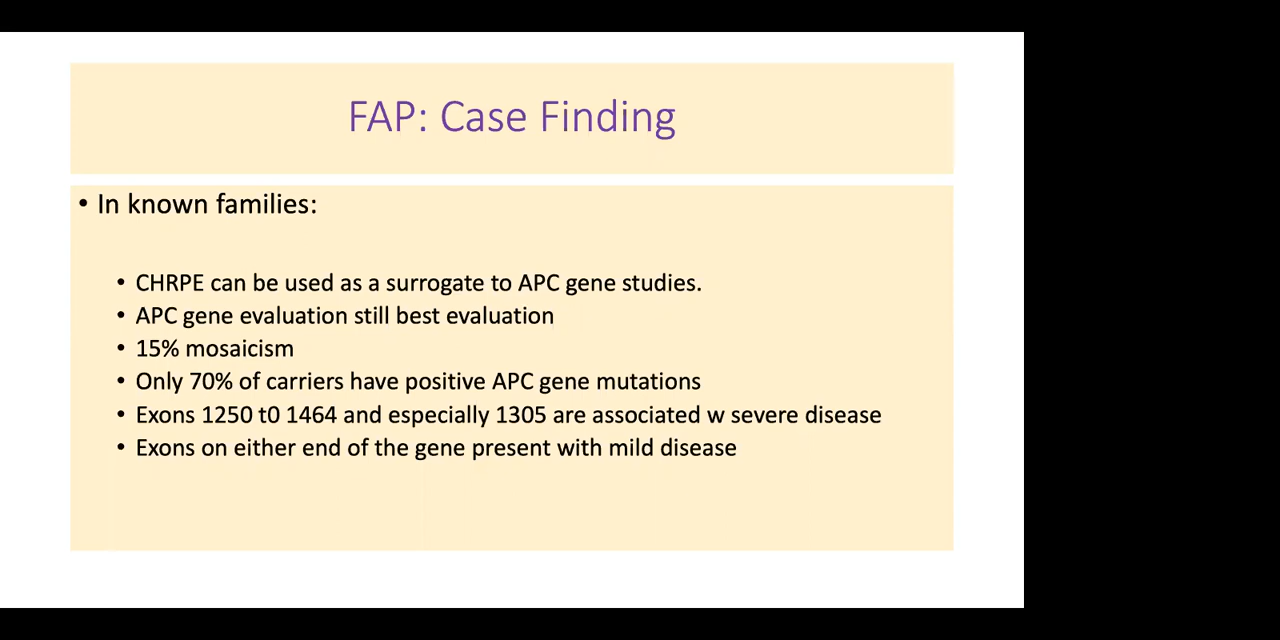 FAP: Case Finding
• In known families:
• CHRPE can be used as a surrogate to APC gene studies.
• APC gene evaluation still best evaluation
• 15% mosaicism
• Only 70% of carriers have positive APC gene mutations
• Exons 1250 t0 1464 and especially 1305 are associated w severe disease
• Exons on either end of the gene present with mild disease